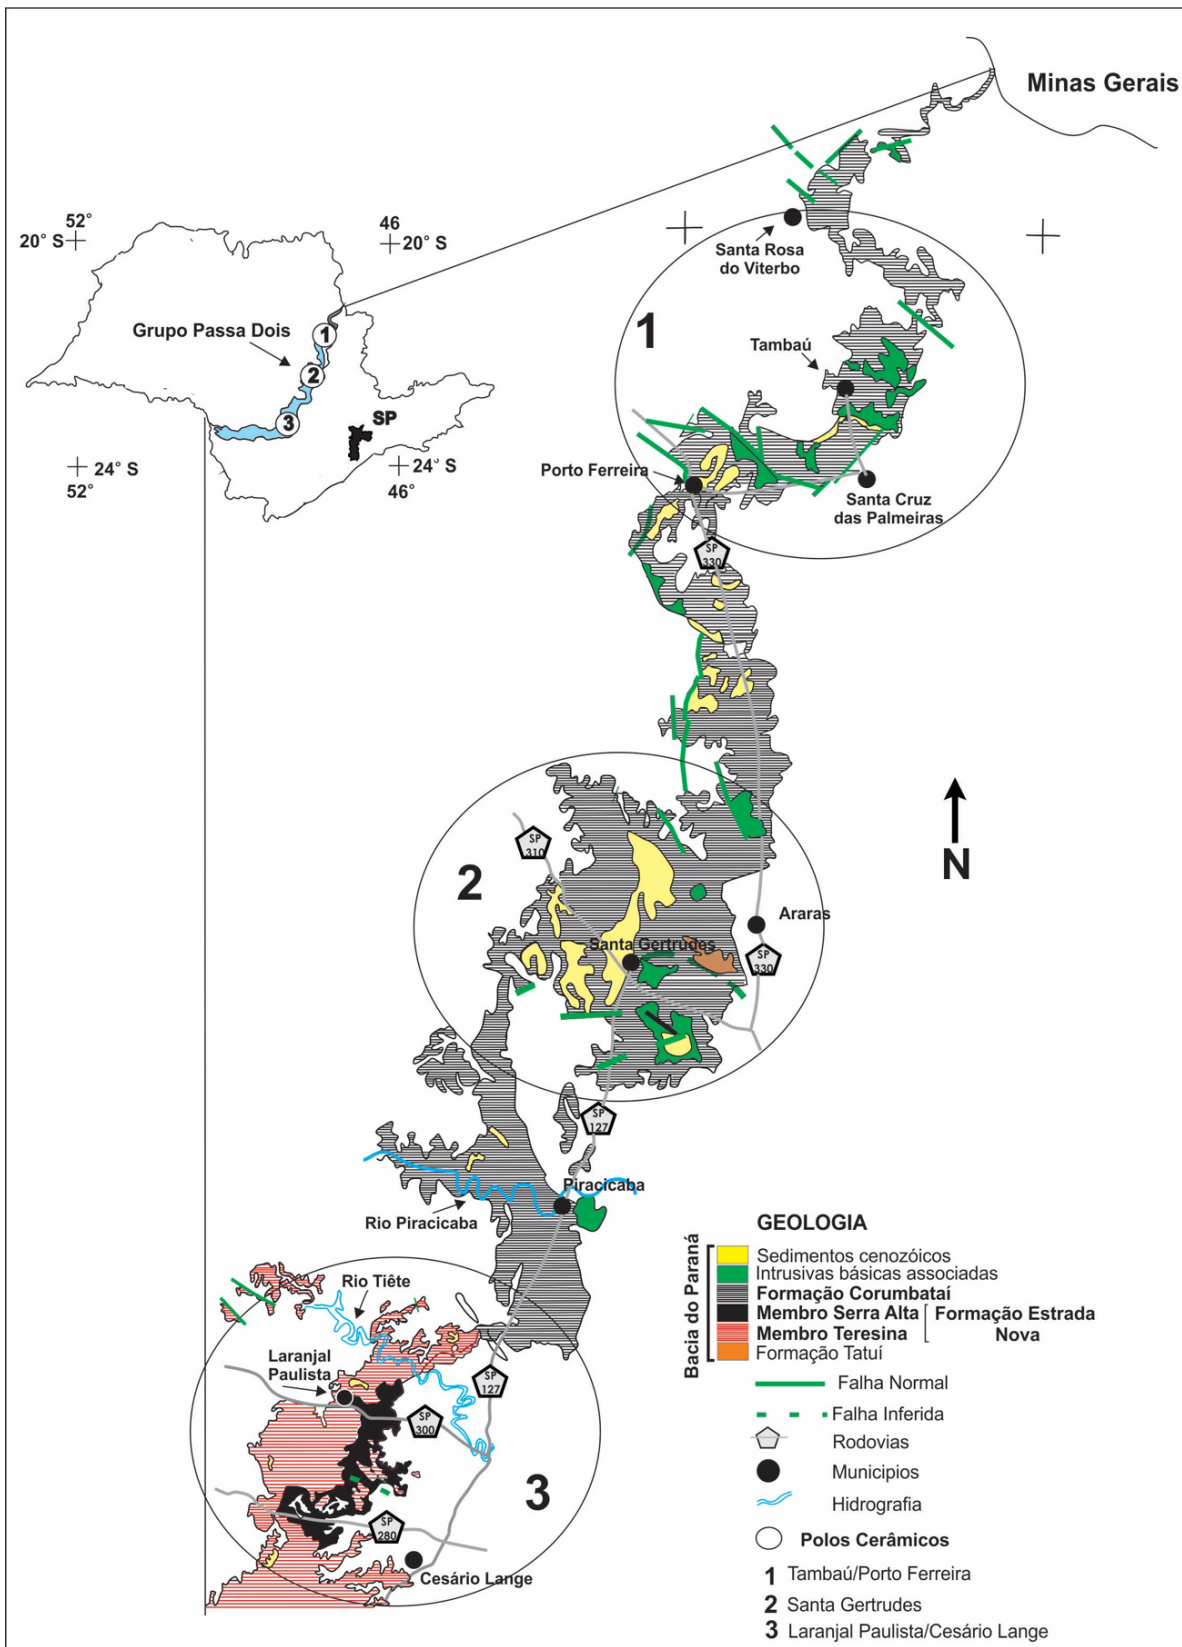 Minas Gerais
52°
20° S
46
20° S
Grupo Passa Dois
1
2
3
SP
24° S
52°
24° S
46°
Santa Rosa
do Viterbo
1
Tambaú
Porto Ferreira
Santa Cruz
das Palmeiras
SP
330
SP
310
2
N
Araras
Santa Gertrudes
SP
330
SP
127
Piracicaba
Rio Piracicaba
Rio Tiête
Laranjal
Paulista
SP
127
SP
300
3
SP
280
Cesário Lange
GEOLOGIA
Bacia do Paraná
Sedimentos cenozóicos
Intrusivas básicas associadas
Formação Corumbataí
Membro Serra Alta
Formação Estrada
Nova
Membro Teresina
Formação Tatuí
Falha Normal
Falha Inferida
Rodovias
Municipios
Hidrografia
Polos Cerâmicos
1 Tambaú/Porto Ferreira
2 Santa Gertrudes
3 Laranjal Paulista/Cesário Lange